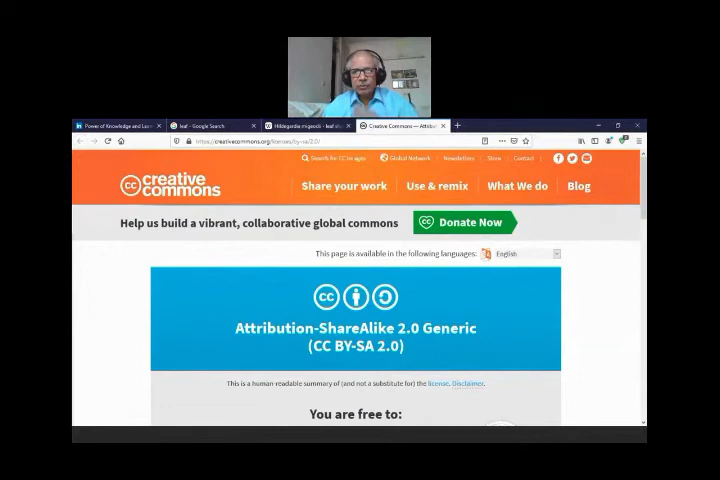 Power of Knowledge and Lear
leaf - Google Search
Hildegardia migeodii - leaf
Creative Commons — Attribu
https://creativecommons.org/licenses/by-sa/2.0/
Search for CC images
Global Network
Newsletters
Store
Contact
cc creative commons
Share your work
Use & remix
What We do
Blog
Help us build a vibrant, collaborative global commons
Donate Now
This page is available in the following languages:
English
Attribution-ShareAlike 2.0 Generic
(CC BY-SA 2.0)
This is a human-readable summary of (and not a substitute for) the license. Disclaimer.
You are free to: